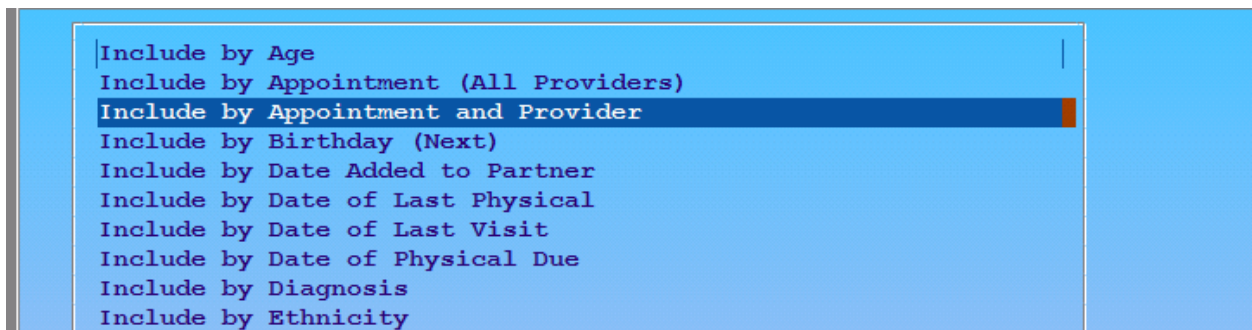 Include by Age
Include by Appointment (All Providers)
Include by Appointment and Provider
Include by Birthday (Next)
Include by Date Added to Partner
Include by Date of Last Physical
Include by Date of Last Visit
Include by Date of Physical Due
Include by Diagnosis
Include by Ethnicity